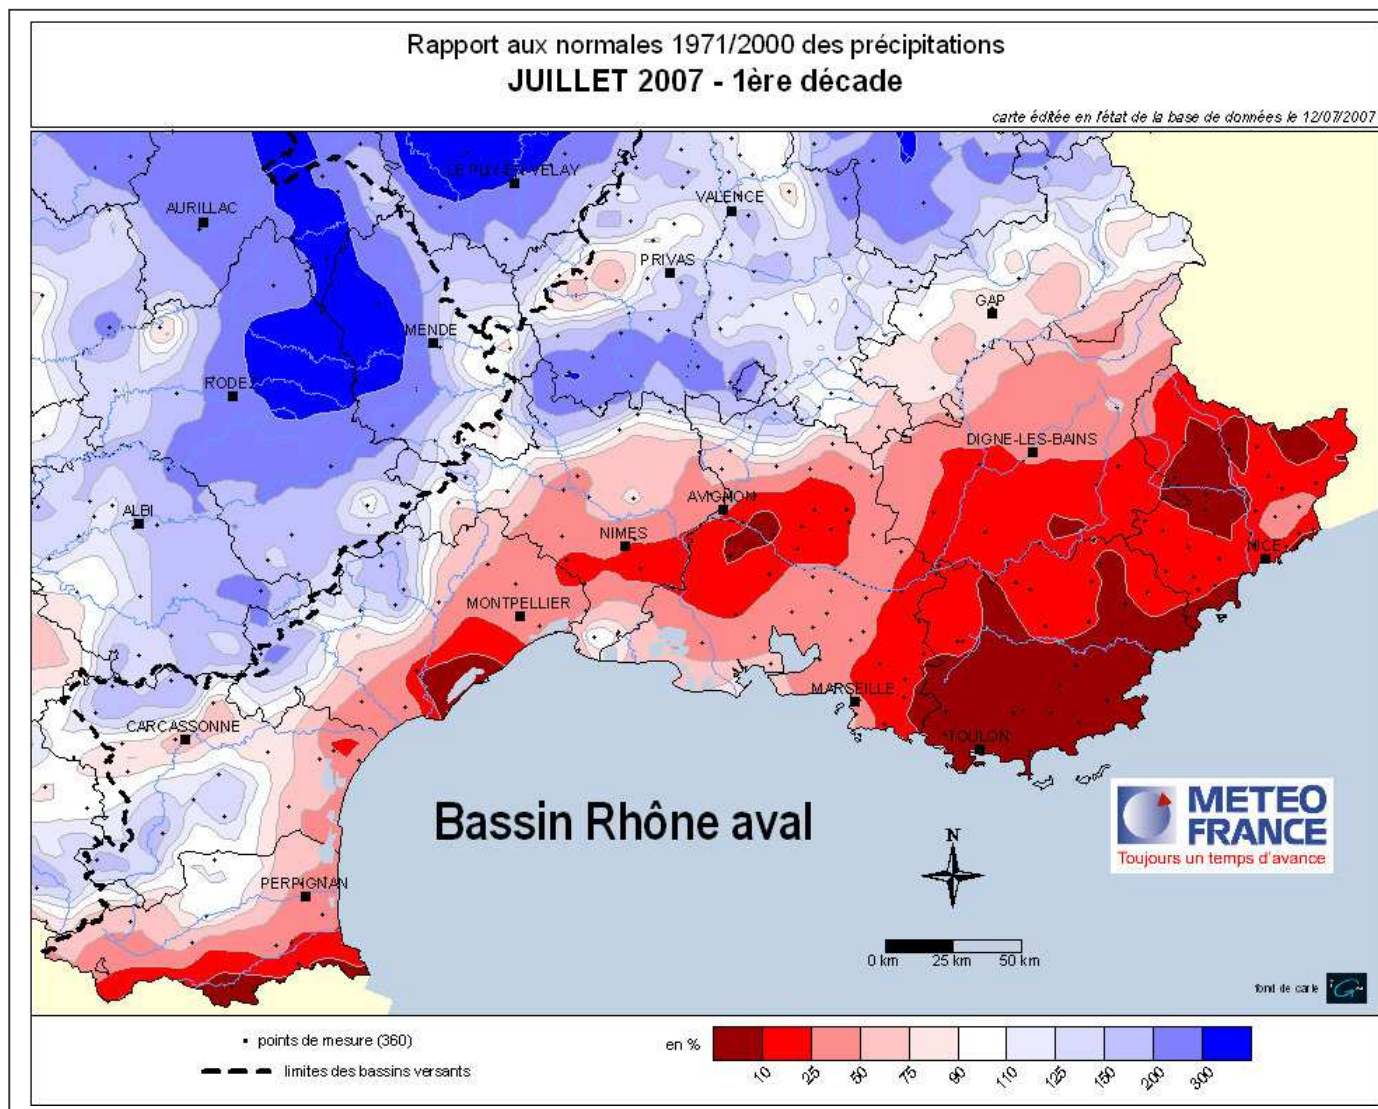 Rapport aux normales 1971/2000 des précipitations
JUILLET 2007 - 1ère décade
carte éditée en l'état de la base de données le 12/07/2007
LE PUY-EN-VELAY
AURILLAC
VALENCE
PRIVAS
GAP
MENDE
RODEZ
DIGNE-LES-BAINS
AVIGNON
ALBI
NIMES
NICE
MONTPELLIER
MARSEILLE
CARCASSONNE
TOULON
Bassin Rhône aval
METEO
FRANCE
Toujours un temps d'avance
N
PERPIGNAN
0 km 25 km 50 km
fond de carte
points de mesure (360)
limites des bassins versants
en %
10 25 50 75 90 110 125 150 200 300